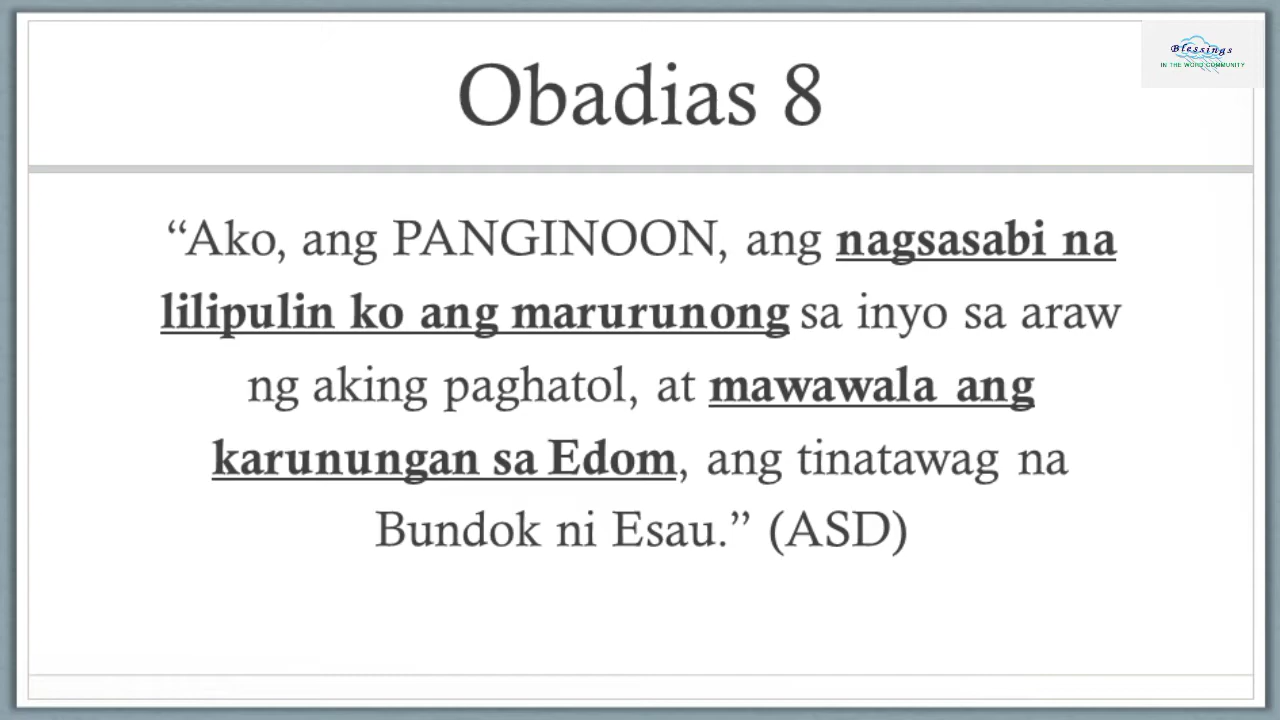 Blessings
IN THE WORD COMMUNITY
Obadias 8
“Ako, ang PANGINOON, ang nagsasabi na
lilipulin ko ang marurunong sa inyo sa araw
ng aking paghatol, at mawawala ang
karunungan sa Edom, ang tinatawag na
Bundok ni Esau.” (ASD)